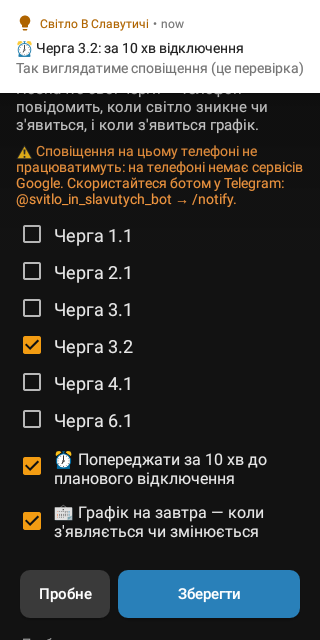 Світло В Славутичі • now
⏰ Черга 3.2: за 10 хв відключення
Так виглядатиме сповіщення (це перевірка)
повідомить, коли світло зникне чи
з'явиться, і коли з'явиться графік.
⚠️ Сповіщення на цьому телефоні не
працюватимуть: на телефоні немає сервісів
Google. Скористайтеся ботом у Telegram:
@svitlo_in_slavutych_bot → /notify.
Черга 1.1
Черга 2.1
Черга 3.1
Черга 3.2
Черга 4.1
Черга 6.1
⏰ Попереджати за 10 хв до
планового відключення
Графік на завтра — коли
з'являється чи змінюється
Пробне
Зберегти